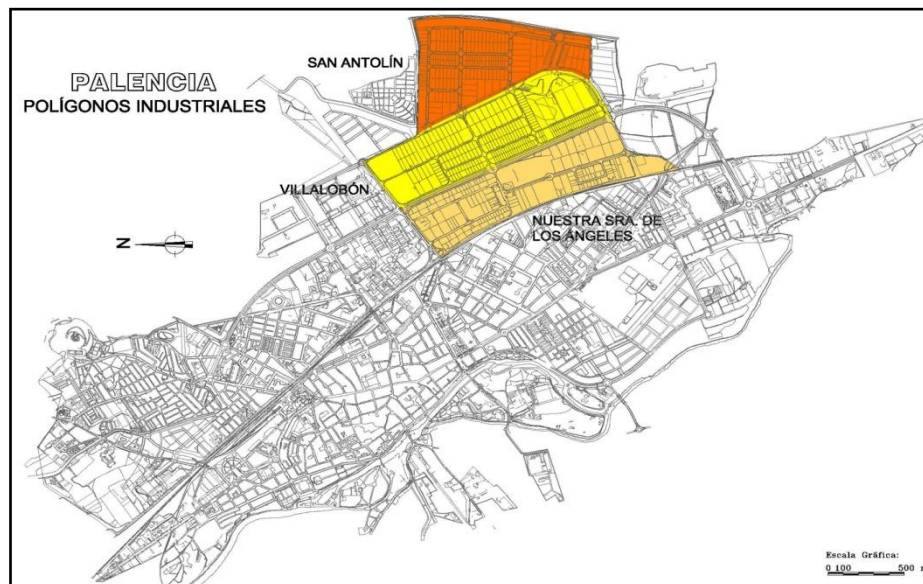 PALENCIA
POLÍGONOS INDUSTRIALES
SAN ANTOLÍN
VILLALOBÓN
NUESTRA SRA. DE
LOS ÁNGELES
N
Escala Gráfica:
0 100 500 m